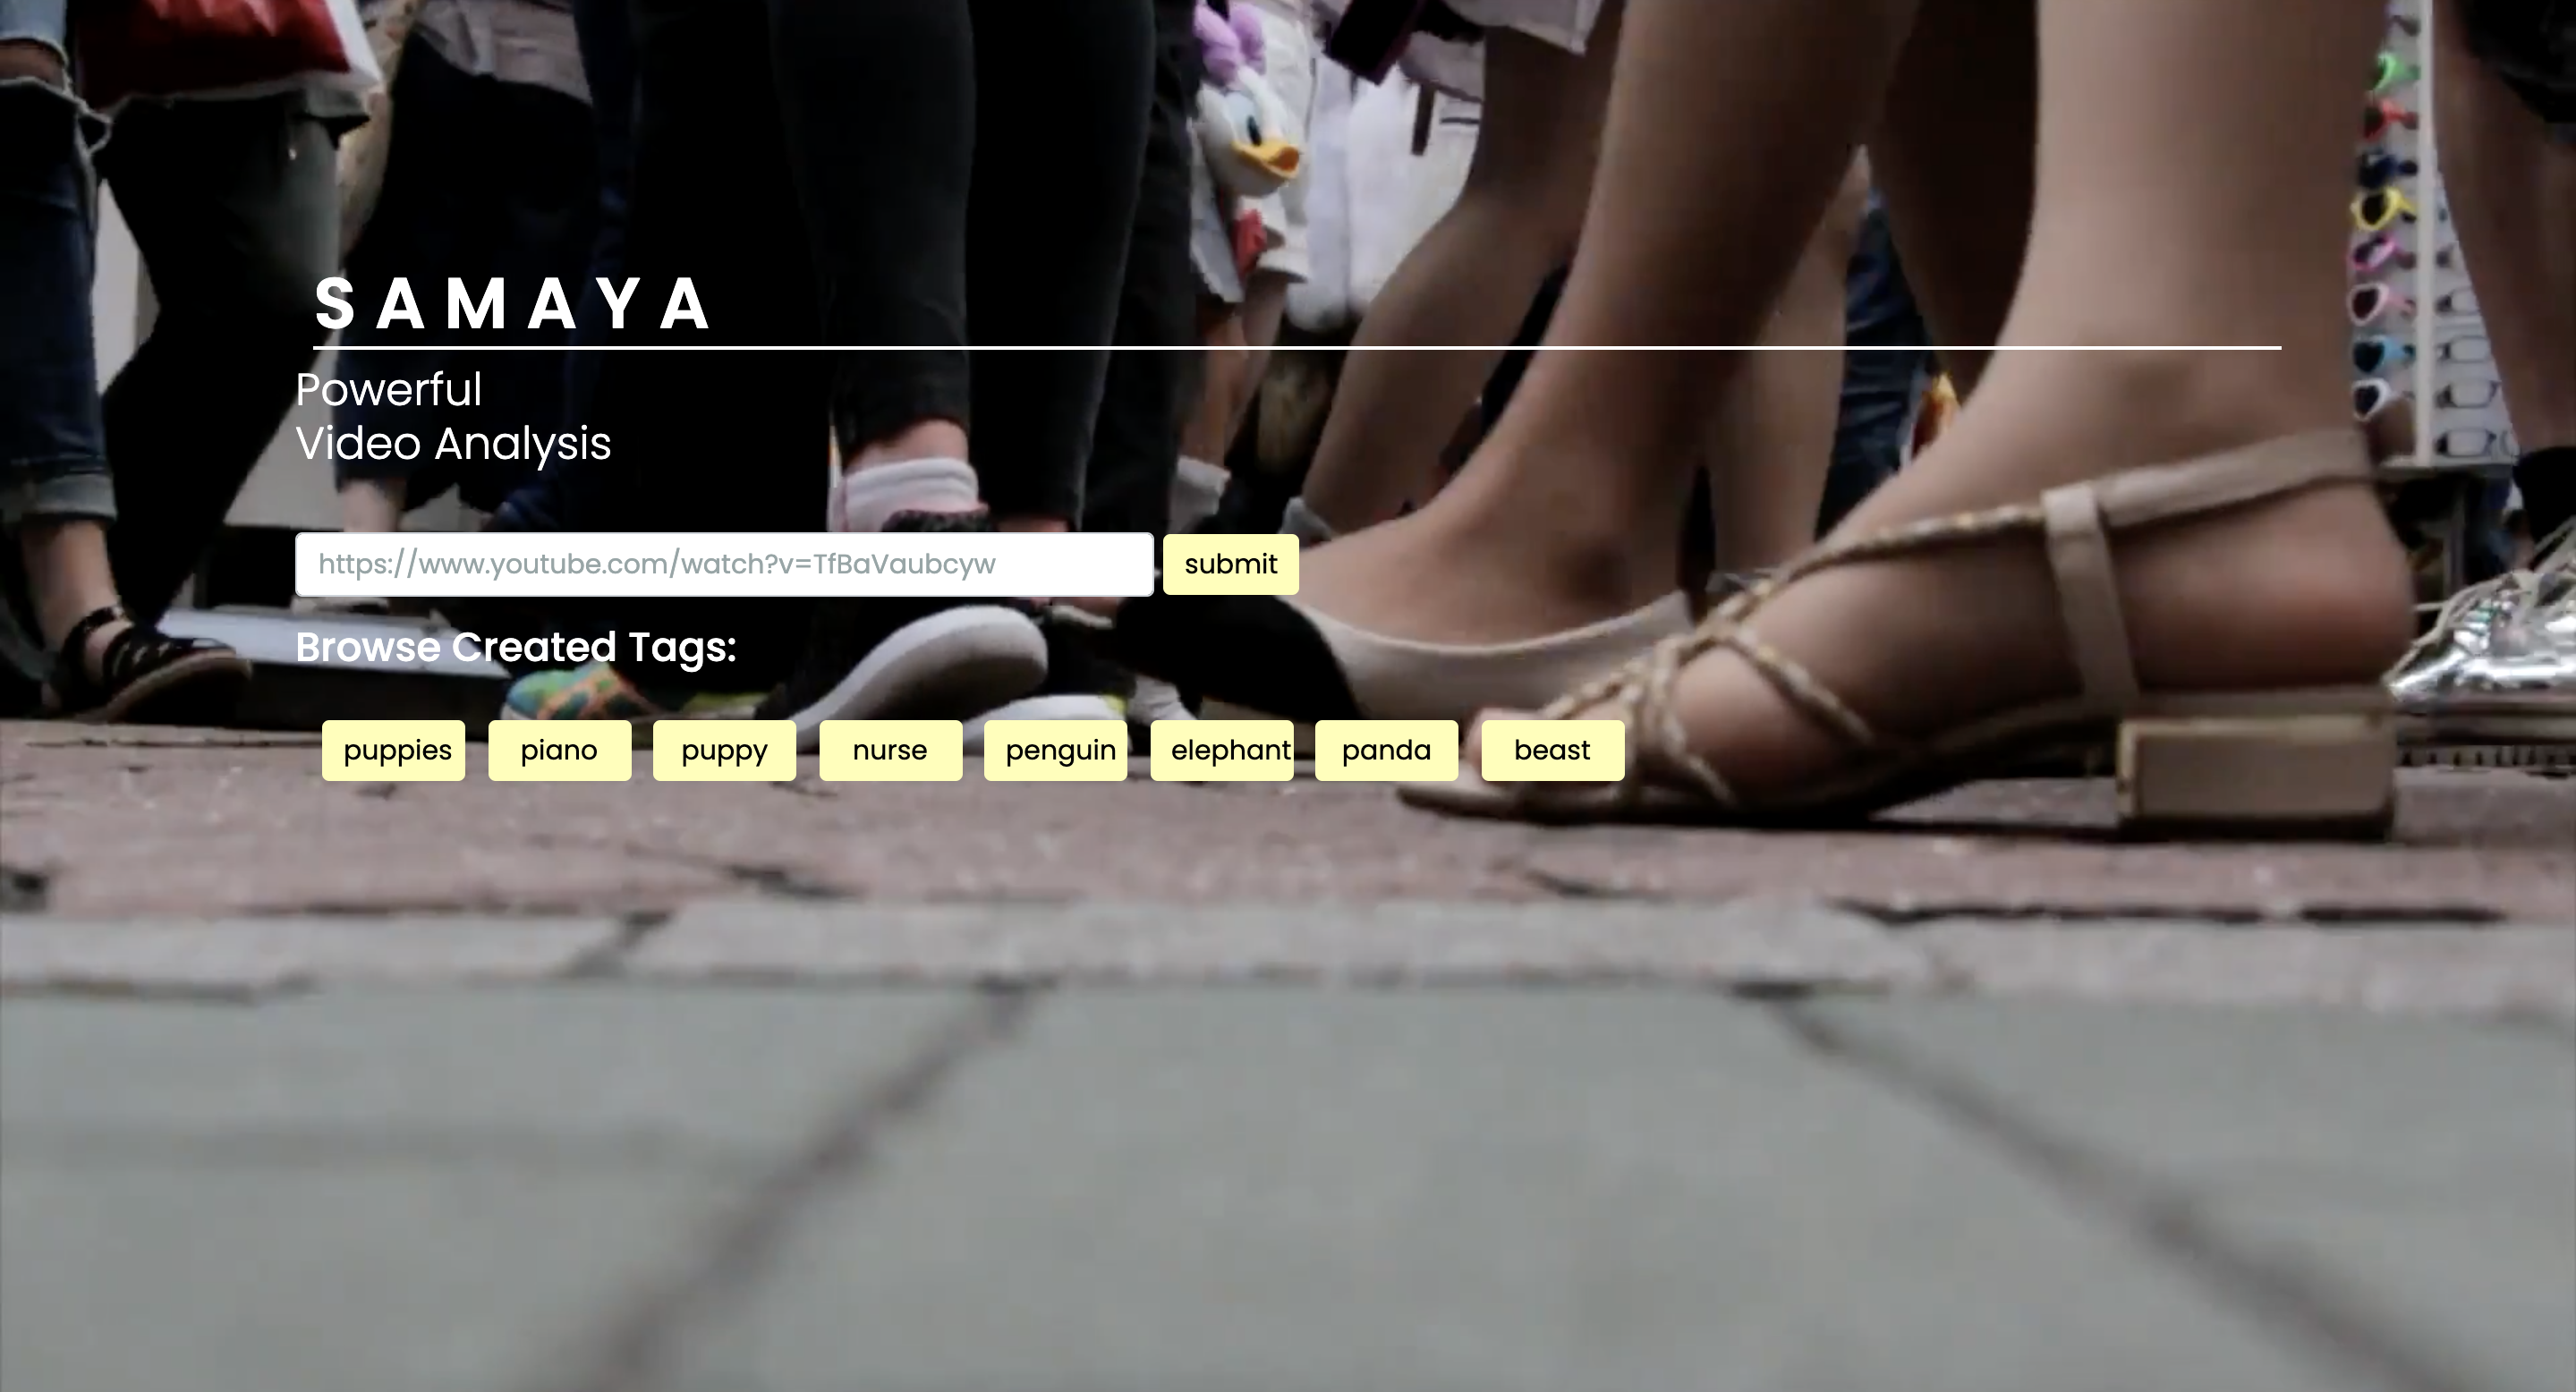 SAMAYA
Powerful
Video Analysis
https://www.youtube.com/watch?v=TfBaVaubcyw
submit
Browse Created Tags:
puppies piano puppy nurse penguin elephant panda beast